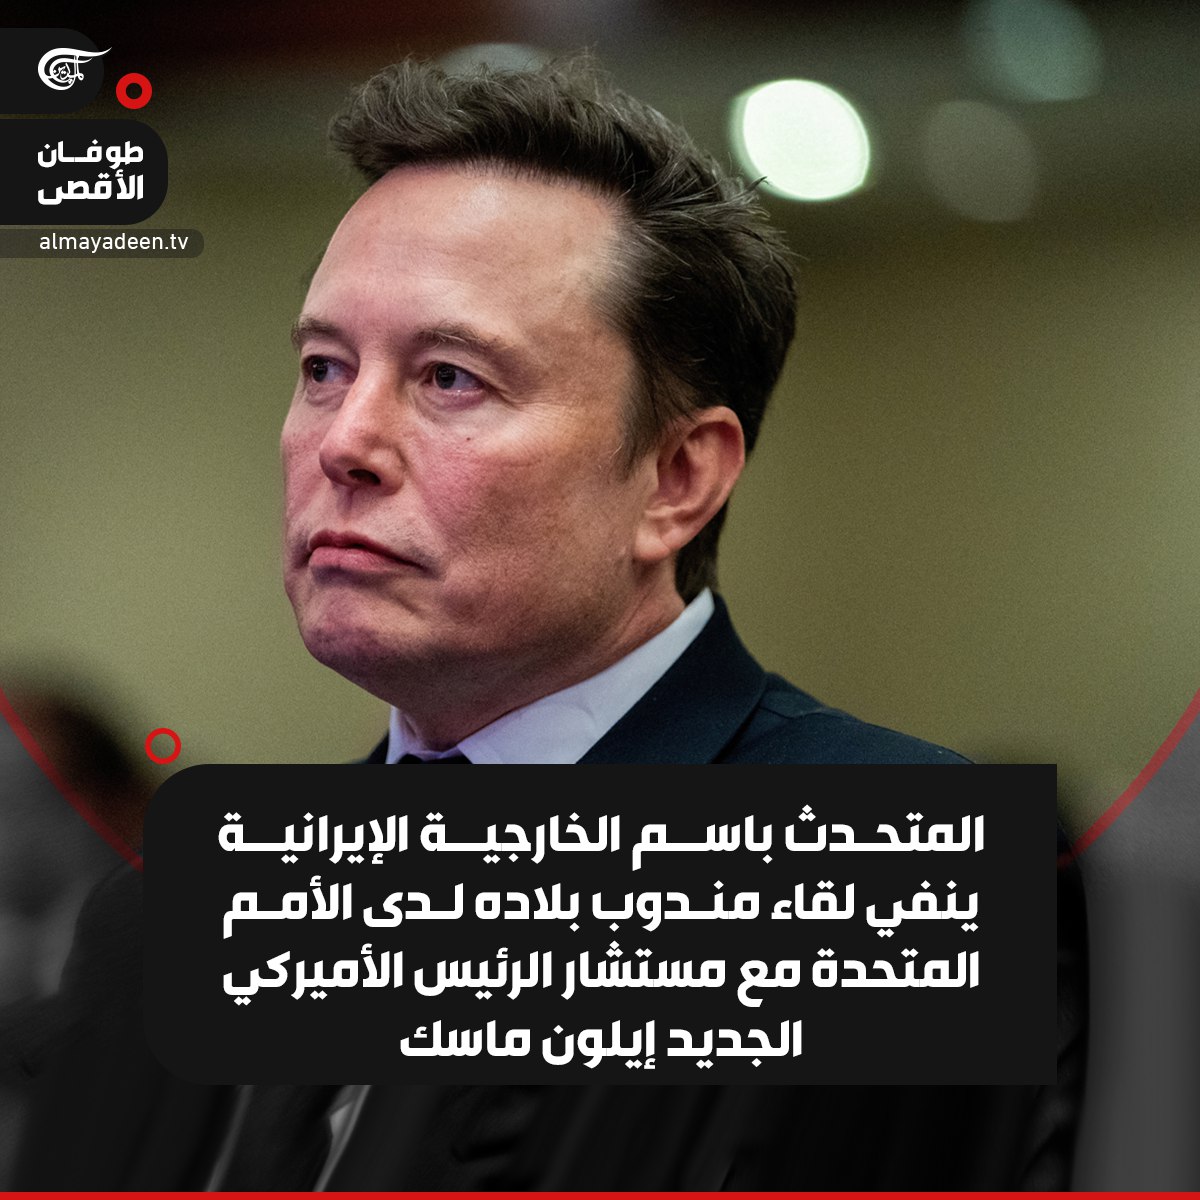 الميادين
طوفان
الأقصى
almayadeen.tv
المتحدث باسم الخارجية الإيرانية
ينفي لقاء مندوب بلاده لدى الأمم
المتحدة مع مستشار الرئيس الأميركي
الجديد إيلون ماسك